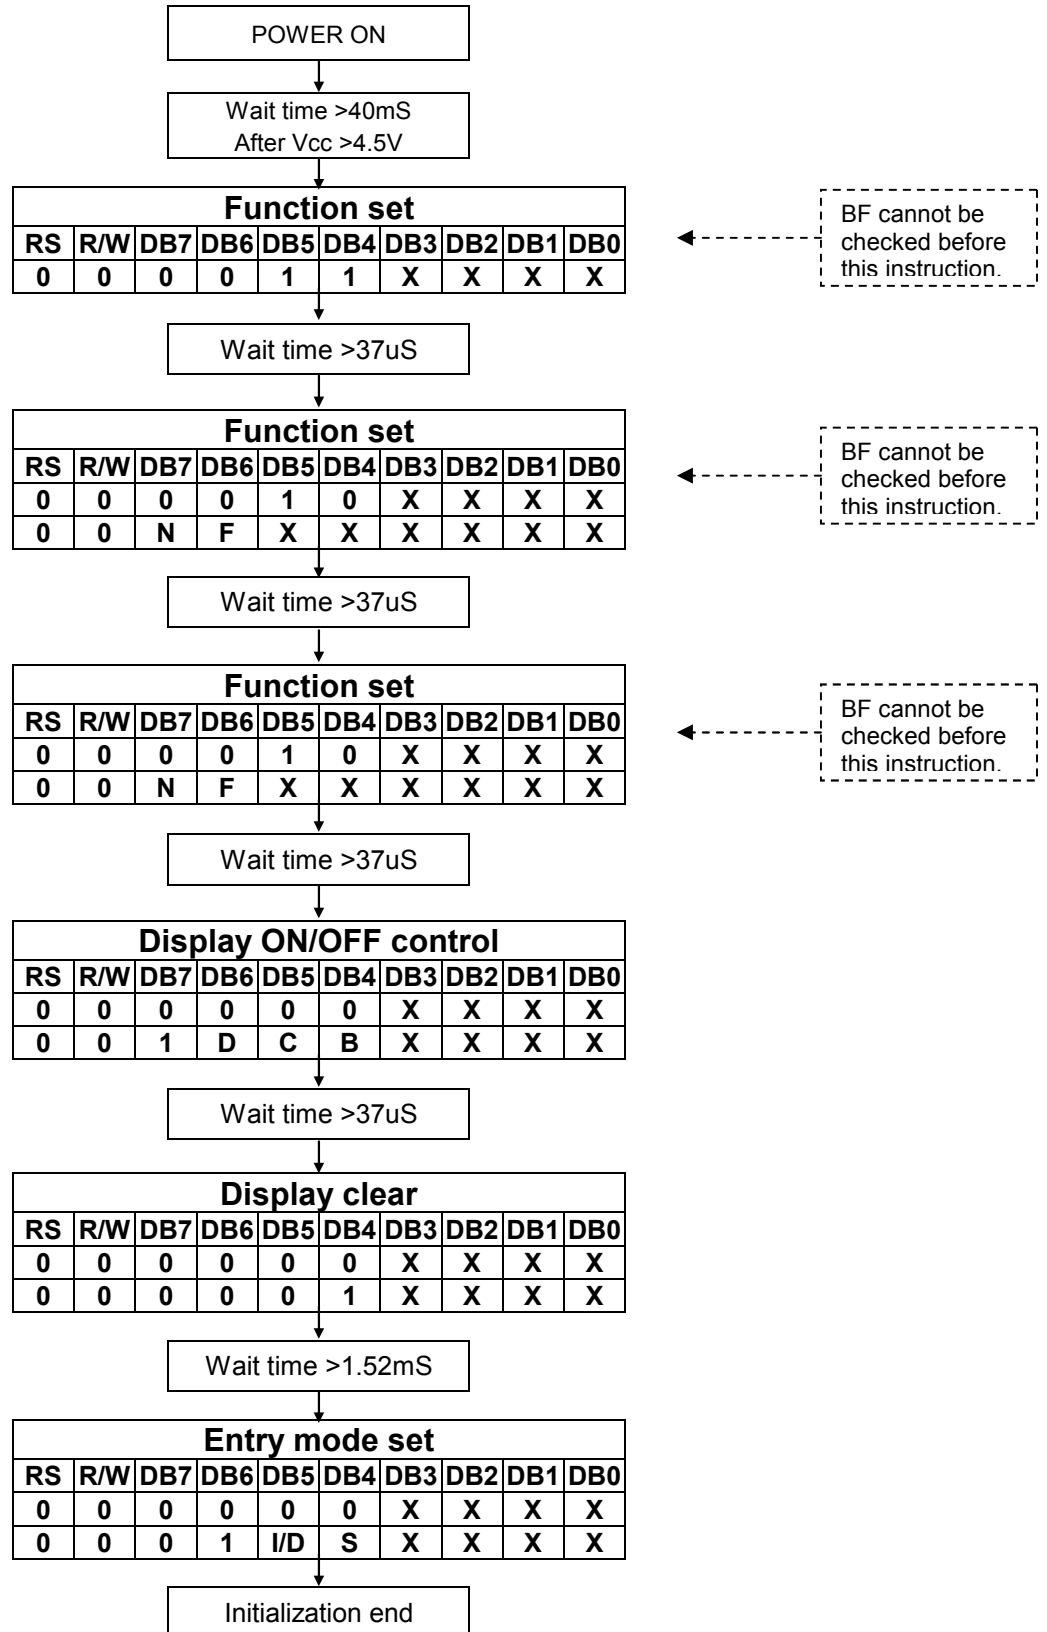 POWER ON
Wait time >40mS
After Vcc >4.5V
Function set
RS R/W DB7 DB6 DB5 DB4 DB3 DB2 DB1 DB0
0 0 0 0 1 1 X X X X
BF cannot be
checked before
this instruction.
Wait time >37uS
Function set
RS R/W DB7 DB6 DB5 DB4 DB3 DB2 DB1 DB0
0 0 0 0 1 0 X X X X
0 0 N F X X X X X X
BF cannot be
checked before
this instruction.
Wait time >37uS
Function set
RS R/W DB7 DB6 DB5 DB4 DB3 DB2 DB1 DB0
0 0 0 0 1 0 X X X X
0 0 N F X X X X X X
BF cannot be
checked before
this instruction.
Wait time >37uS
Display ON/OFF control
RS R/W DB7 DB6 DB5 DB4 DB3 DB2 DB1 DB0
0 0 0 0 0 0 X X X X
0 0 1 D C B X X X X
Wait time >37uS
Display clear
RS R/W DB7 DB6 DB5 DB4 DB3 DB2 DB1 DB0
0 0 0 0 0 0 X X X X
0 0 0 0 0 1 X X X X
Wait time >1.52mS
Entry mode set
RS R/W DB7 DB6 DB5 DB4 DB3 DB2 DB1 DB0
0 0 0 0 0 0 X X X X
0 0 0 1 I/D S X X X X
Initialization end